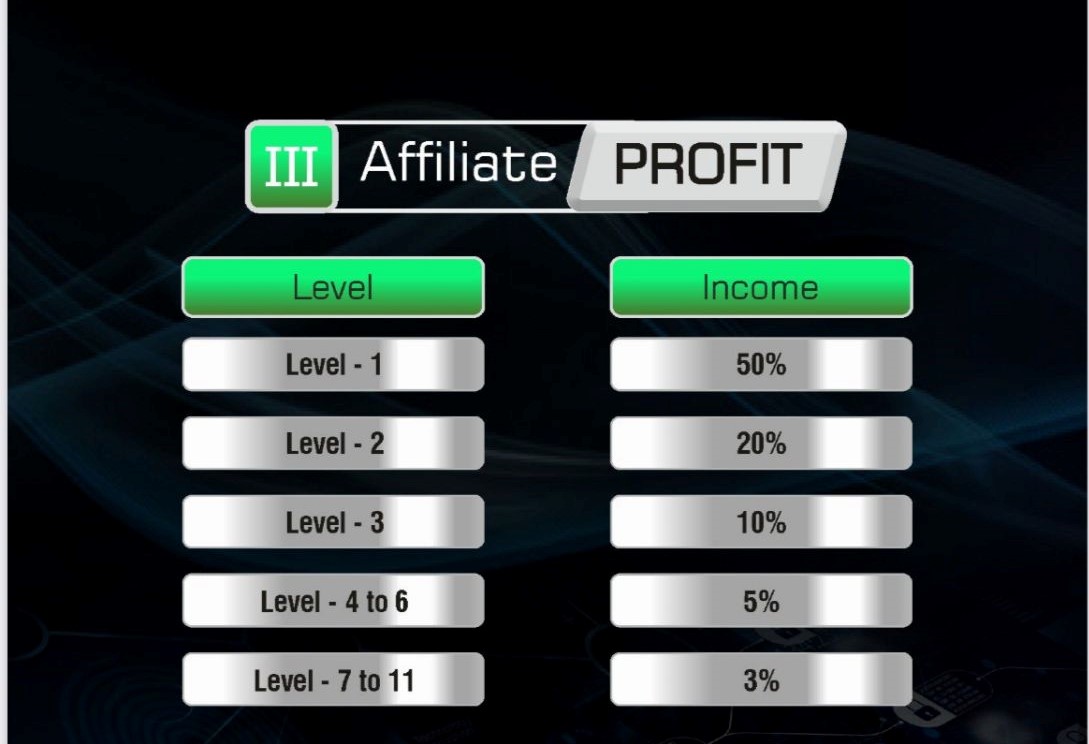 III Affiliate PROFIT
Level Income
Level - 1 50%
Level - 2 20%
Level - 3 10%
Level - 4 to 6 5%
Level - 7 to 11 3%